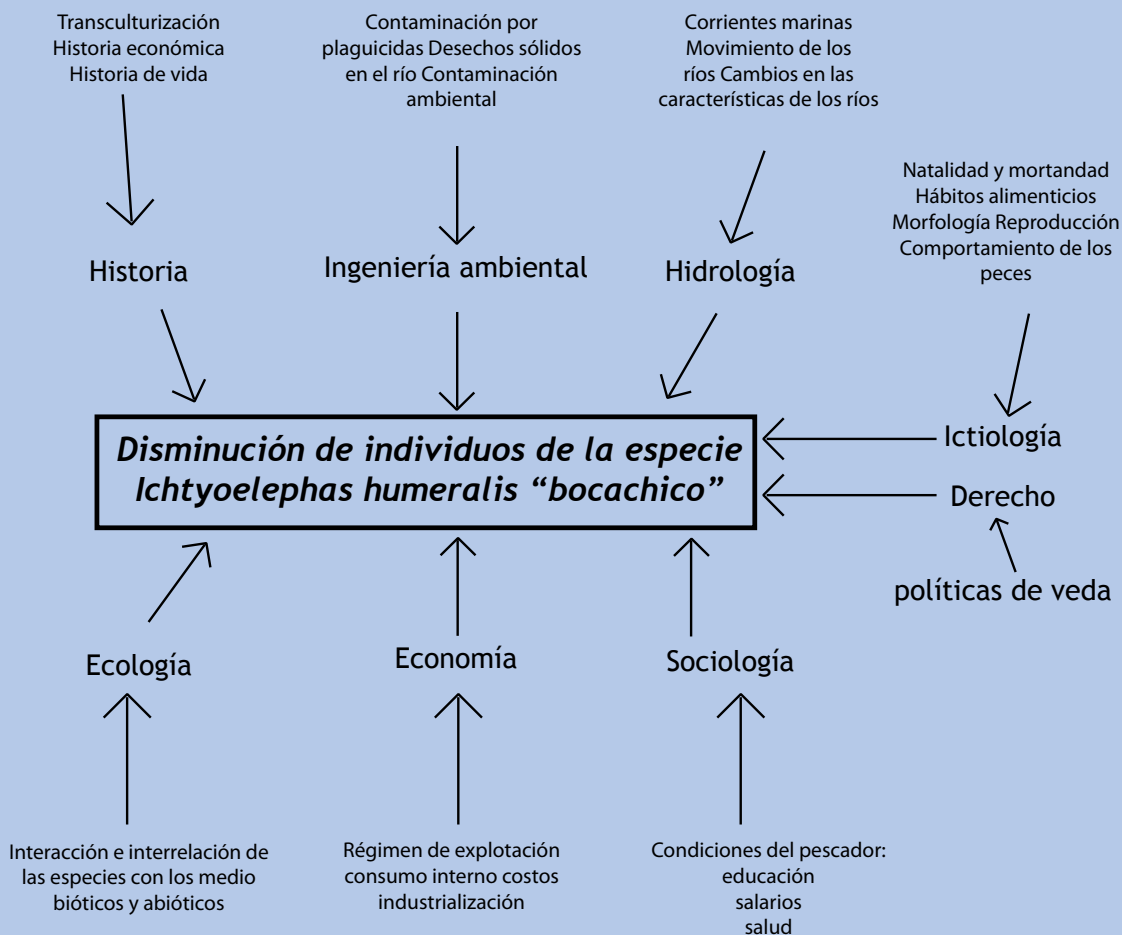 Transculturización
Historia económica
Historia de vida
Contaminación por
plaguicidas Desechos sólidos
en el río Contaminación
ambiental
Corrientes marinas
Movimiento de los
ríos Cambios en las
características de los ríos
Natalidad y mortandad
Hábitos alimenticios
Morfología Reproducción
Comportamiento de los
peces
Historia
Ingeniería ambiental
Hidrología
Disminución de individuos de la especie
Ichtyoelephas humeralis “bocachico”
Ictiología
Derecho
políticas de veda
Ecología
Economía
Sociología
Interacción e interrelación de
las especies con los medio
bióticos y abióticos
Régimen de explotación
consumo interno costos
industrialización
Condiciones del pescador:
educación
salarios
salud